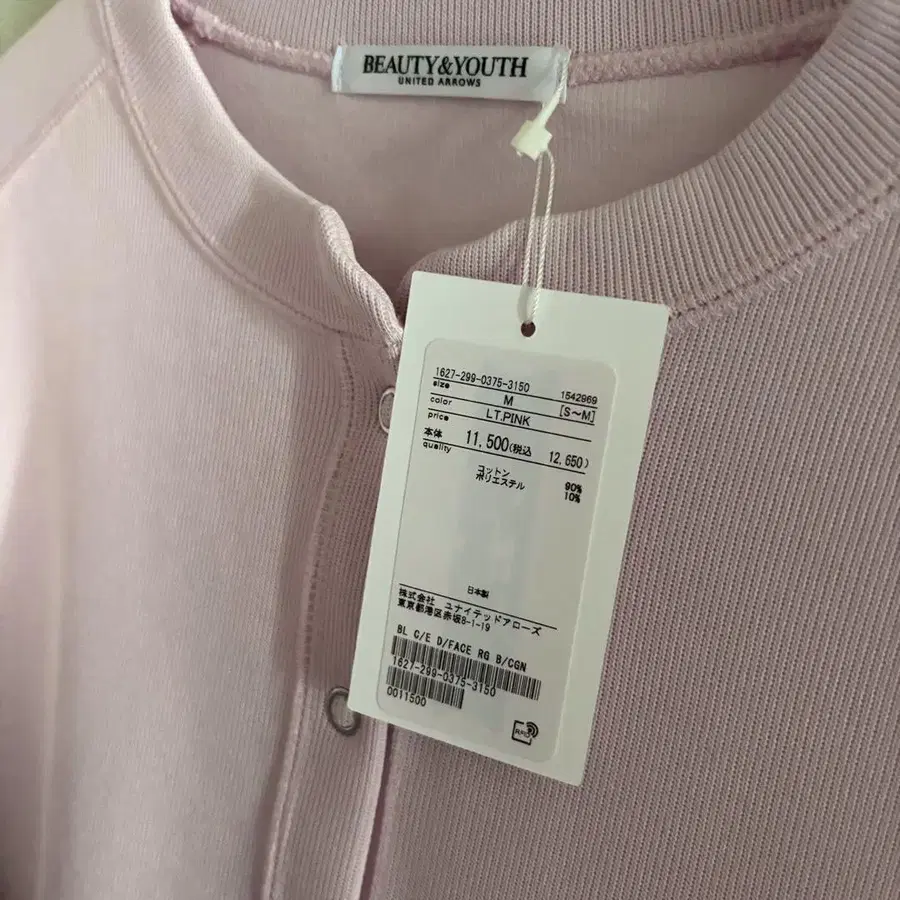 BEAUTY&YOUTH
UNITED ARROWS
1627-299-0375-3150
1542969
size M [S～M]
color LT.PINK
price
本体 11,500(税込 12,650)
quality
コットン 90%
ポリエステル 10%
日本製
株式会社 ユナイテッドアローズ
東京都港区赤坂8-1-19
BL C/E D/FACE RG B/CGN
1627-299-0375-3150
0011500
RFID